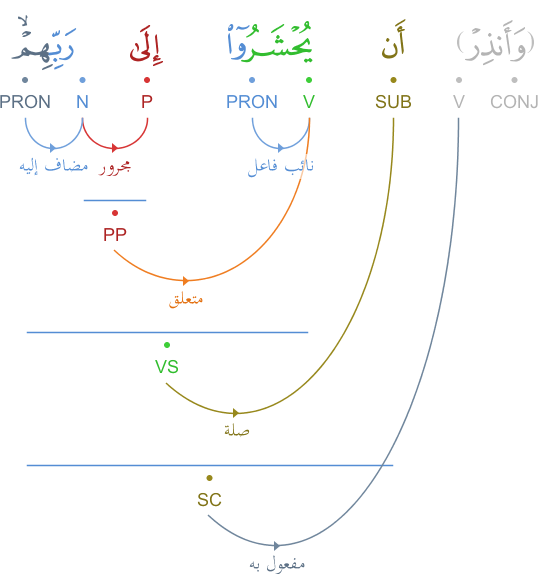 (وَأَنذِرْ) أَن يُحْشَرُوٓا۟ إِلَىٰ رَبِّهِمْ ۙ
CONJ V SUB V PRON P N PRON
نائب فاعل مجرور مضاف إليه
PP
متعلق
VS
صلة
SC
مفعول به